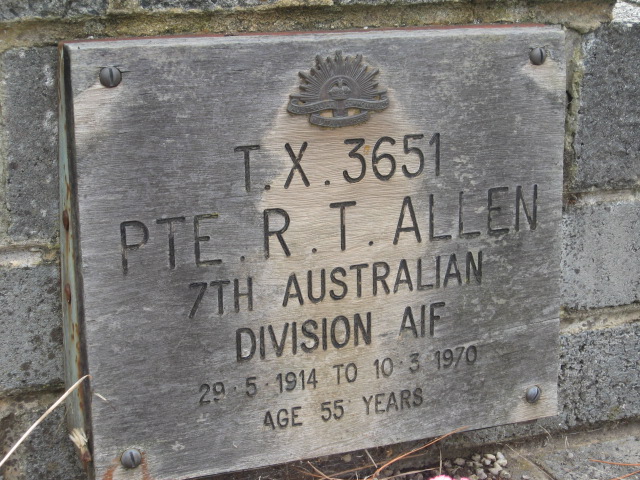 T.X.3651
PTE.R.T.ALLEN
7TH AUSTRALIAN
DIVISION AIF
29·5·1914 TO 10·3·1970
AGE 55 YEARS